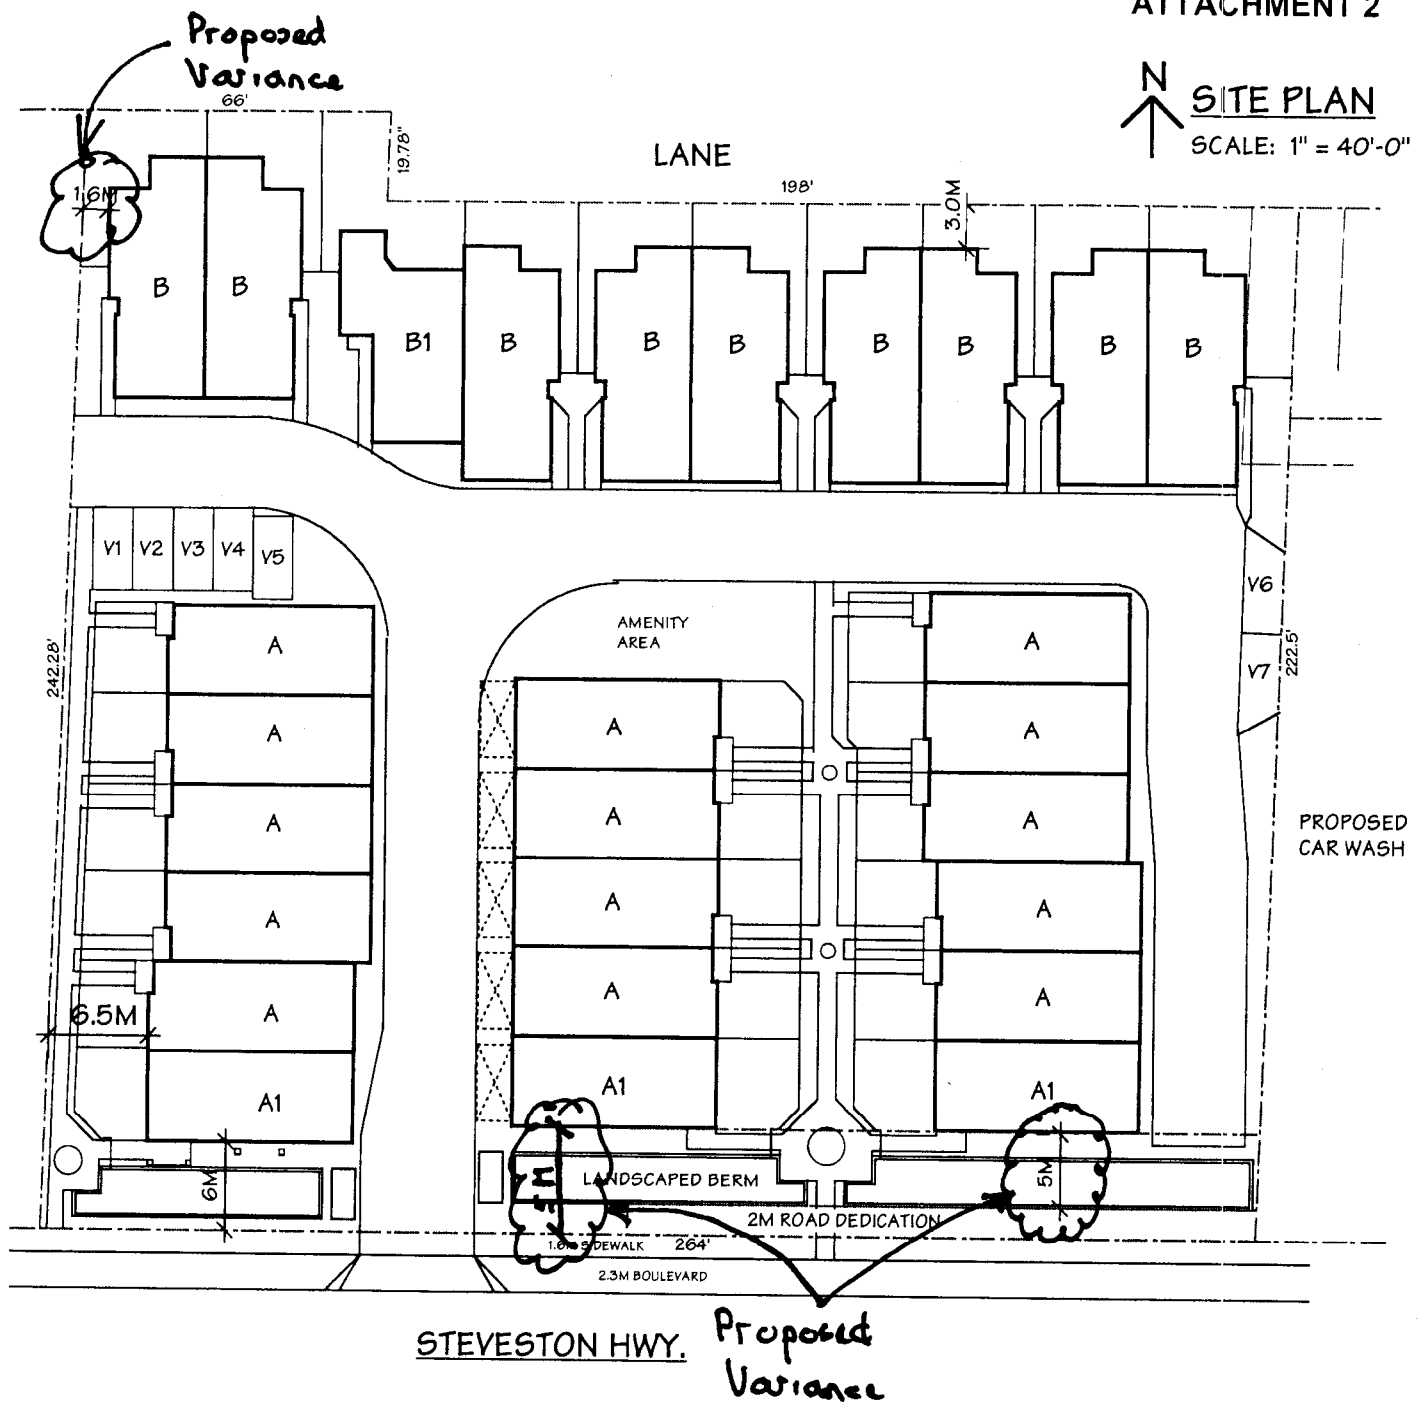 ATTACHMENT 2
Proposed
Variance
N
SITE PLAN
SCALE: 1" = 40'-0"
66'
19.78"
LANE
198'
3.0M
1.6M
B
B
B1
B
B
B
B
B
B
B
V1
V2
V3
V4
V5
V6
V7
242.28'
222.5'
AMENITY
AREA
A
A
A
A
A
A1
A
A
A
A
A1
A
A
A
A
A
A1
PROPOSED
CAR WASH
6.5M
6M
5M
5M
LANDSCAPED BERM
2M ROAD DEDICATION
SIDEWALK
264'
2.3M BOULEVARD
STEVESTON HWY.
Proposed
Variance